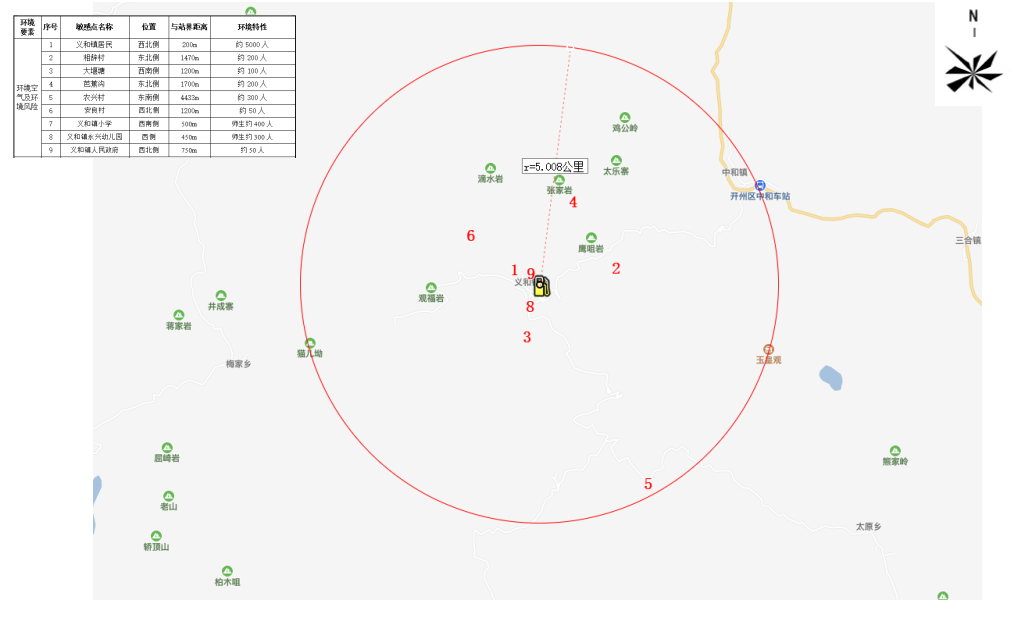 环境要素 序号 敏感点名称 位置 与站界距离 环境特性
环境空气及环境风险
1 义和镇居民 西北侧 200m 约 5000 人
2 相辞村 东北侧 1470m 约 200 人
3 大堰塘 西南侧 1200m 约 100 人
4 芭蕉沟 东北侧 1700m 约 200 人
5 农兴村 东南侧 4433m 约 300 人
6 安良村 西北侧 1200m 约 50 人
7 义和镇小学 西南侧 500m 师生约 400 人
8 义和镇永兴幼儿园 西侧 450m 师生约 300 人
9 义和镇人民政府 西北侧 750m 约 50 人
N
鸡公岭
r=5.008公里
太乐寨
滴水岩
张家岩
中和镇
开州区中和车站
4
6
鹰咀岩
三合镇
1
9
2
义和
观福岩
井成寨
8
蒋家岩
3
猫儿坳
梅家乡
玉皇观
屈崎岩
熊家岭
5
老山
太原乡
轿顶山
柏木咀